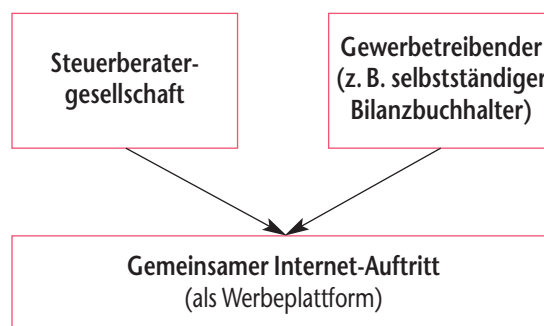 Steuerberater-
gesellschaft
Gewerbetreibender
(z. B. selbstständiger
Bilanzbuchhalter)
Gemeinsamer Internet-Auftritt
(als Werbeplattform)